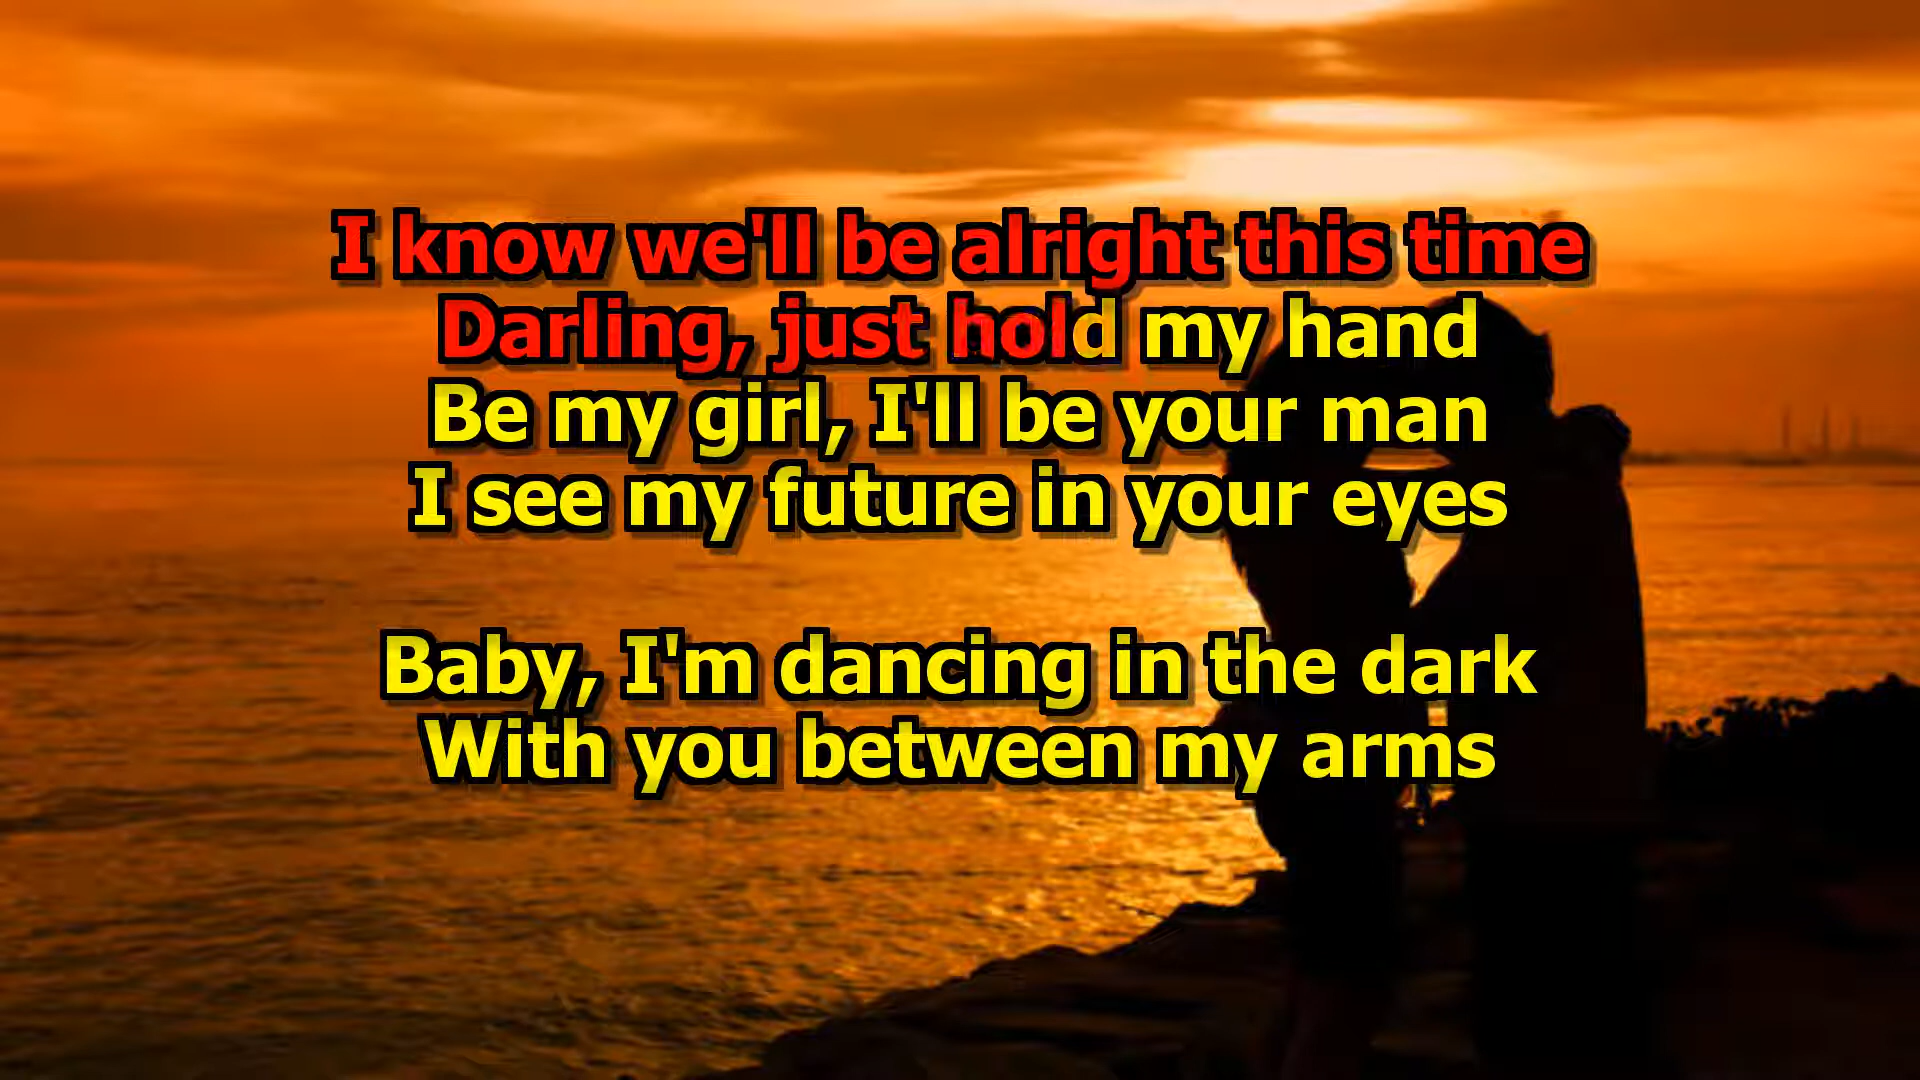 I know we'll be alright this time
Darling, just hold my hand
Be my girl, I'll be your man
I see my future in your eyes
Baby, I'm dancing in the dark
With you between my arms